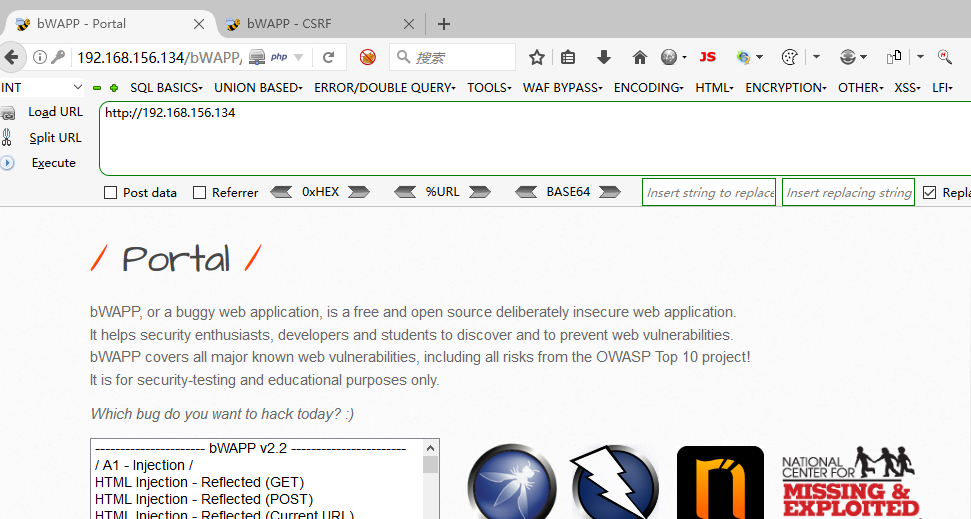 bWAPP - Portal
bWAPP - CSRF
192.168.156.134/bWAPP/
php
搜索
JS
INT
SQL BASICS
UNION BASED
ERROR/DOUBLE QUERY
TOOLS
WAF BYPASS
ENCODING
HTML
ENCRYPTION
OTHER
XSS
LFI
Load URL
http://192.168.156.134
Split URL
Execute
Post data
Referrer
0xHEX
%URL
BASE64
Insert string to replace
Insert replacing string
Repla
/ Portal /
bWAPP, or a buggy web application, is a free and open source deliberately insecure web application.
It helps security enthusiasts, developers and students to discover and to prevent web vulnerabilities.
bWAPP covers all major known web vulnerabilities, including all risks from the OWASP Top 10 project!
It is for security-testing and educational purposes only.
Which bug do you want to hack today? :)
---------------------- bWAPP v2.2 -----------------------
/ A1 - Injection /
HTML Injection - Reflected (GET)
HTML Injection - Reflected (POST)
HTML Injection - Reflected (Current URL)
NATIONAL
CENTER FOR
MISSING &
EXPLOITED